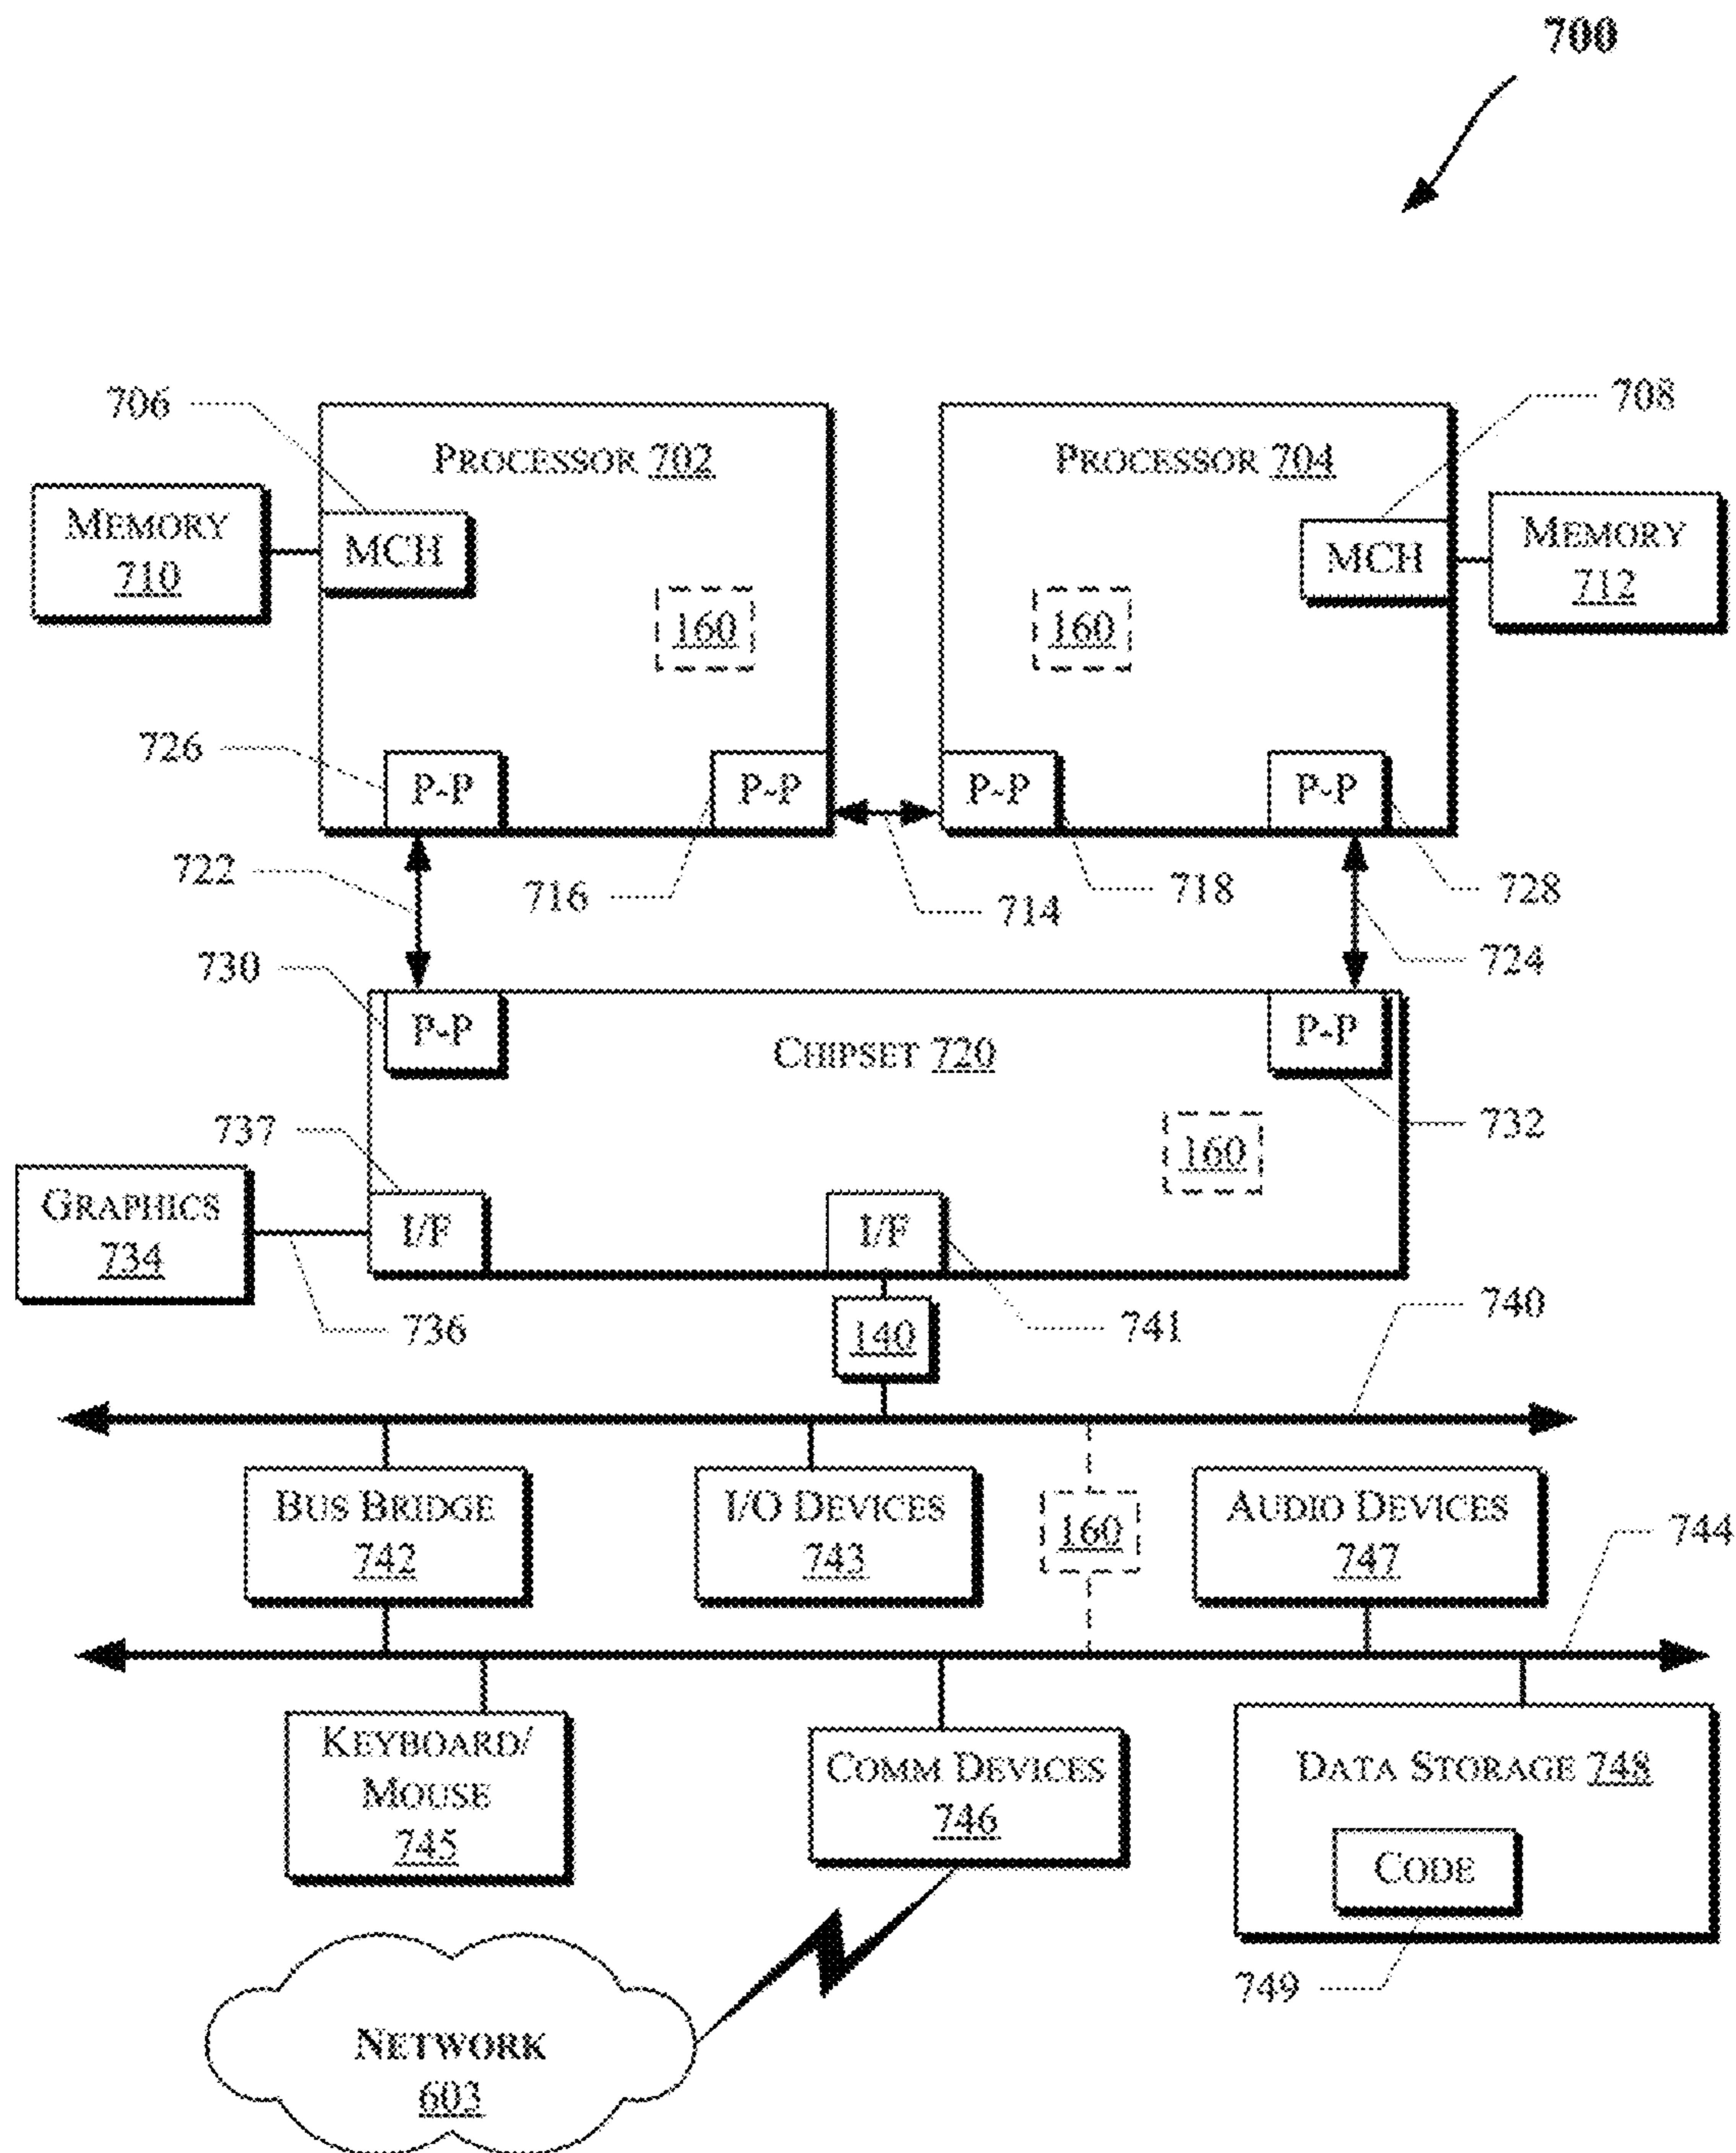 700
706
708
PROCESSOR 702
PROCESSOR 704
MEMORY
710
MCH
MCH
MEMORY
712
160
160
726
P-P
P-P
P-P
P-P
722
716
714
718
728
724
730
P-P
CHIPSET 720
P-P
732
737
160
GRAPHICS
734
I/F
I/F
736
140
741
740
BUS BRIDGE
742
I/O DEVICES
743
160
AUDIO DEVICES
747
744
KEYBOARD/
MOUSE
745
COMM DEVICES
746
DATA STORAGE 748
CODE
749
NETWORK
603